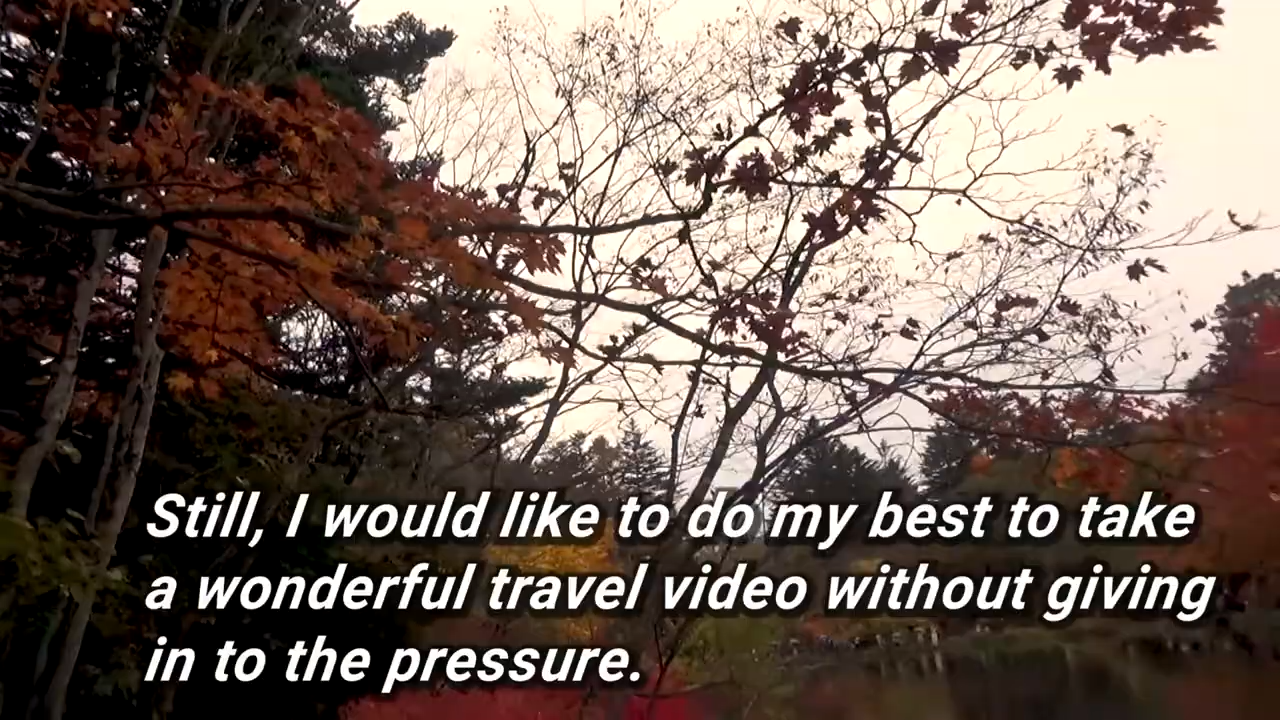 Still, I would like to do my best to take
a wonderful travel video without giving
in to the pressure.